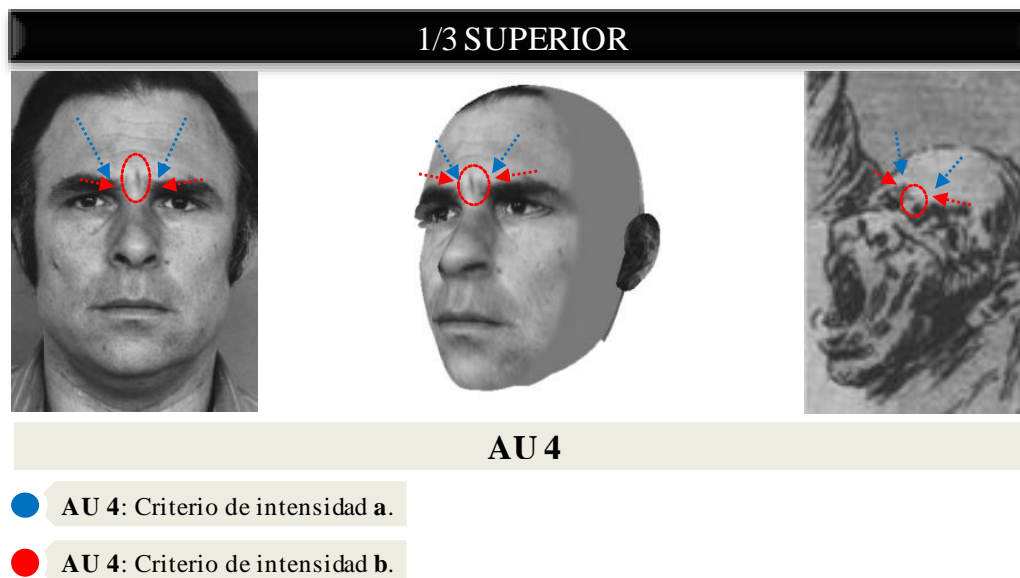 1/3 SUPERIOR
AU 4
AU 4: Criterio de intensidad a.
AU 4: Criterio de intensidad b.